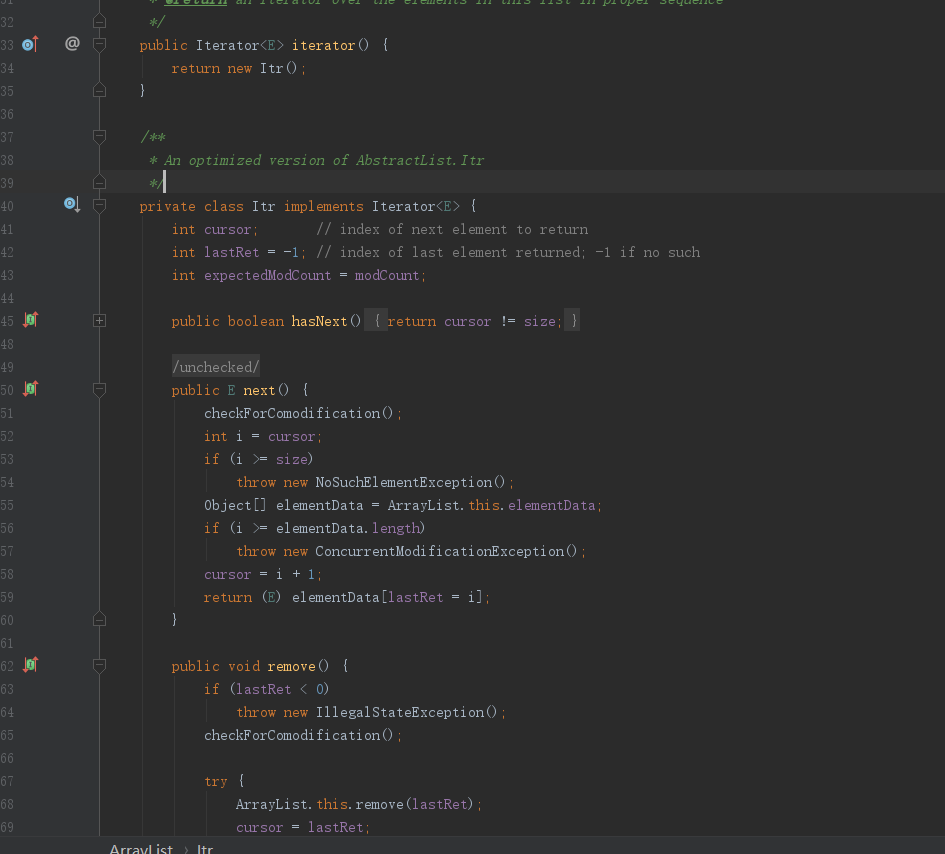 31 * @return an iterator over the elements in this list in proper sequence
32 */
33 @ public Iterator<E> iterator() {
34 return new Itr();
35 }
36
37 /**
38 * An optimized version of AbstractList.Itr
39 */
40 private class Itr implements Iterator<E> {
41 int cursor; // index of next element to return
42 int lastRet = -1; // index of last element returned; -1 if no such
43 int expectedModCount = modCount;
44
45 public boolean hasNext() { return cursor != size; }
48
49 /unchecked/
50 public E next() {
51 checkForComodification();
52 int i = cursor;
53 if (i >= size)
54 throw new NoSuchElementException();
55 Object[] elementData = ArrayList.this.elementData;
56 if (i >= elementData.length)
57 throw new ConcurrentModificationException();
58 cursor = i + 1;
59 return (E) elementData[lastRet = i];
60 }
61
62 public void remove() {
63 if (lastRet < 0)
64 throw new IllegalStateException();
65 checkForComodification();
66
67 try {
68 ArrayList.this.remove(lastRet);
69 cursor = lastRet;
ArrayList › Itr